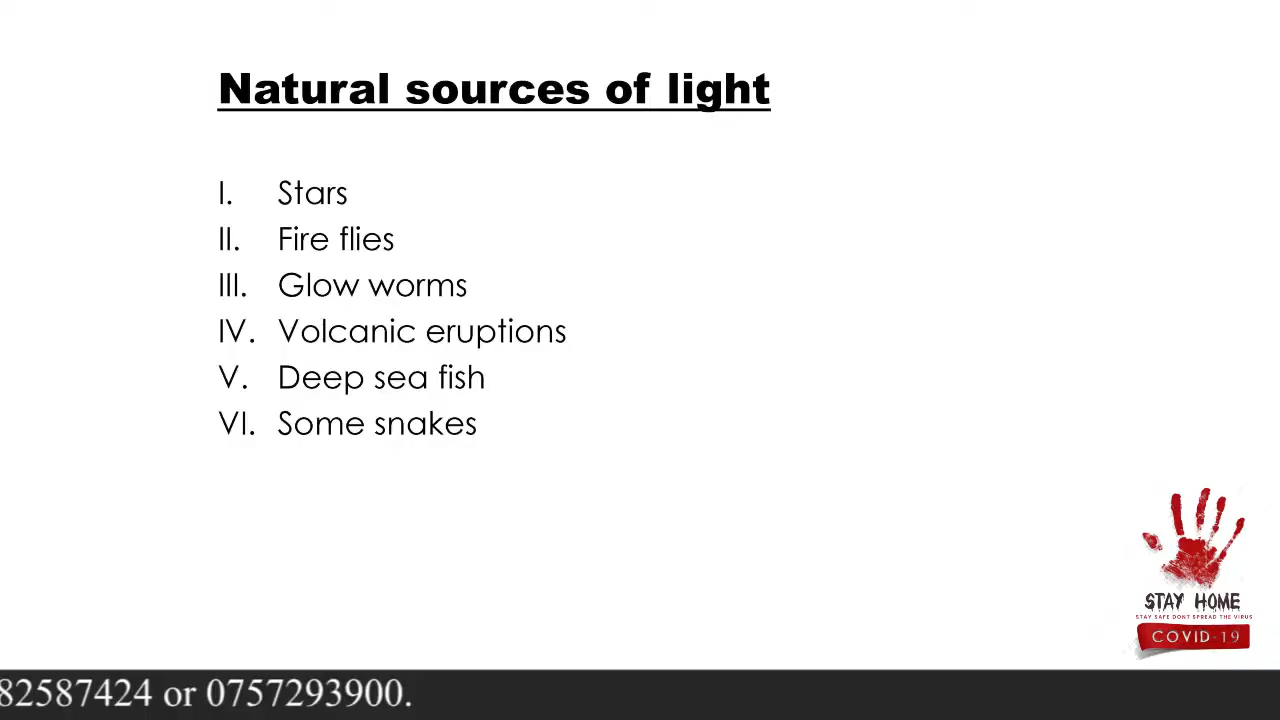 Natural sources of light
I. Stars
II. Fire flies
III. Glow worms
IV. Volcanic eruptions
V. Deep sea fish
VI. Some snakes
STAY HOME
STAY SAFE DONT SPREAD THE VIRUS
COVID-19
82587424 or 0757293900.